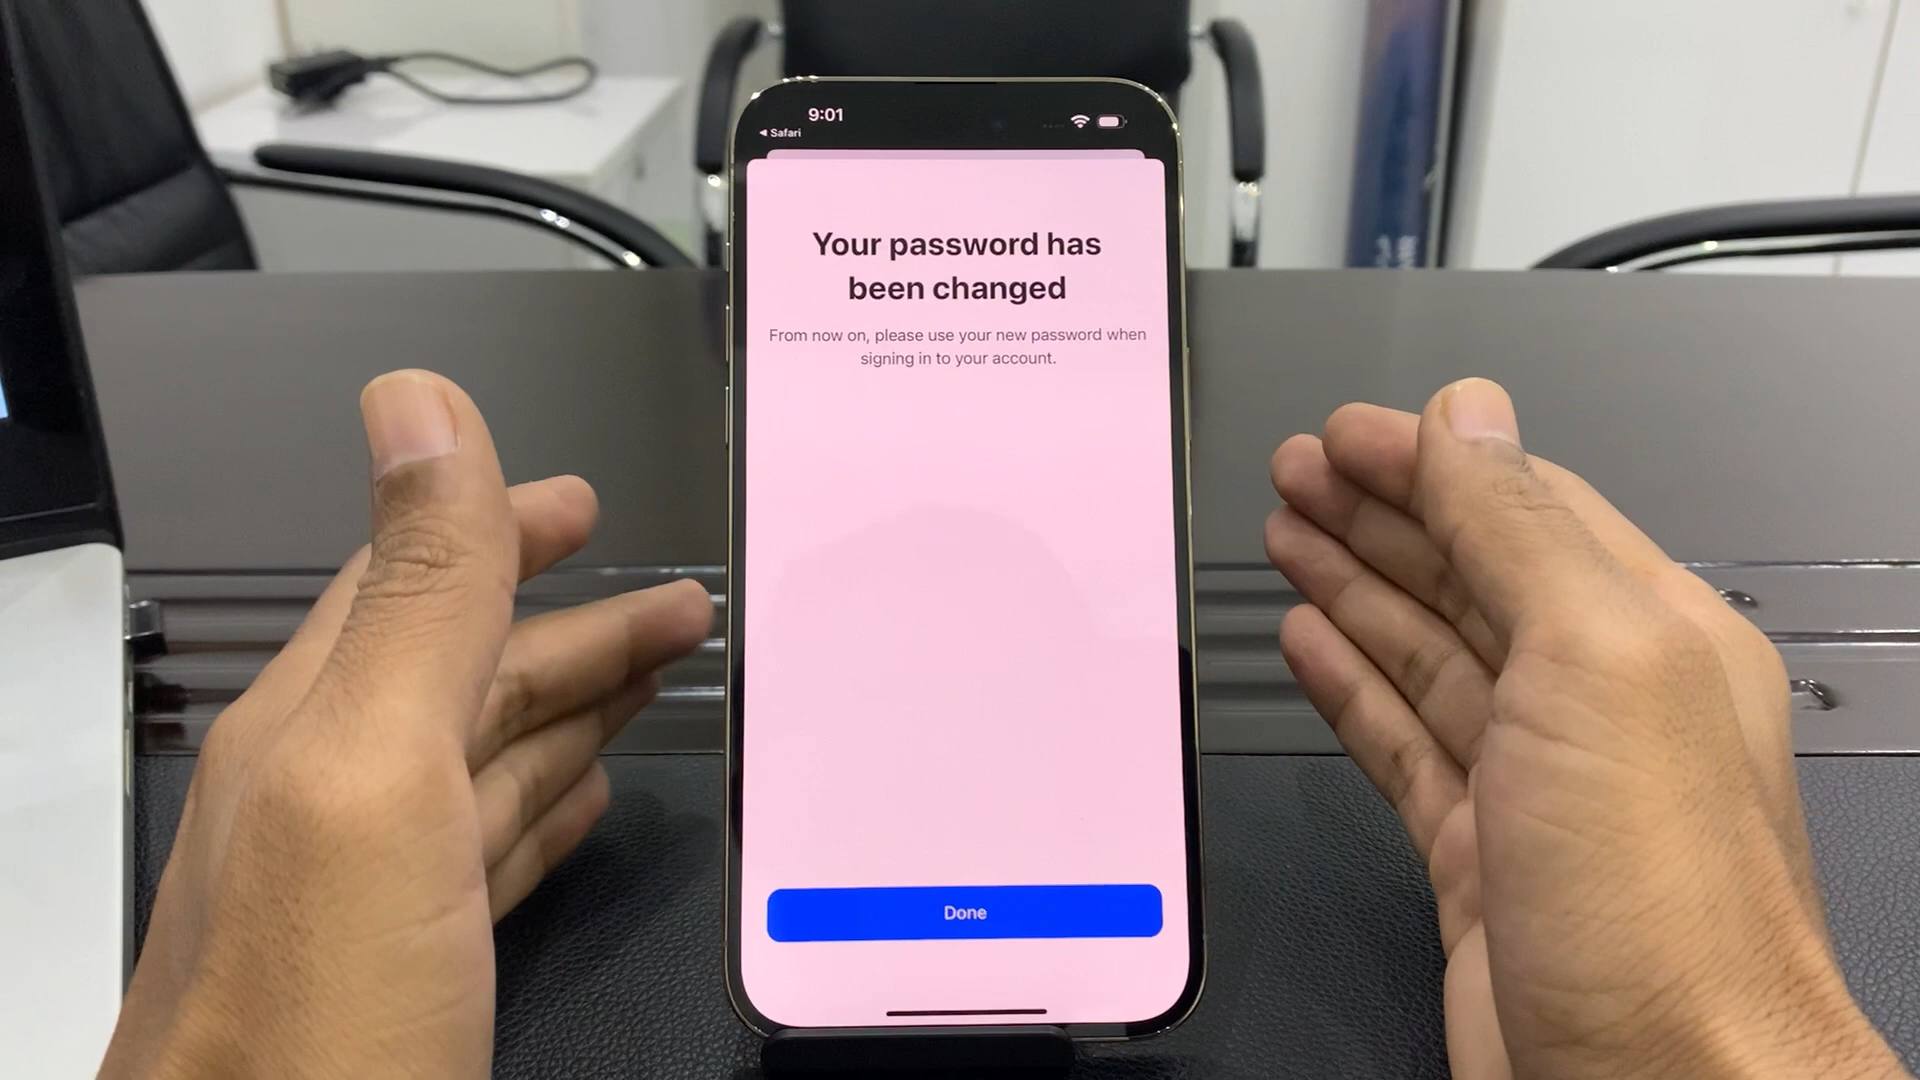 9:01
◀ Safari
Your password has
been changed
From now on, please use your new password when
signing in to your account.
Done